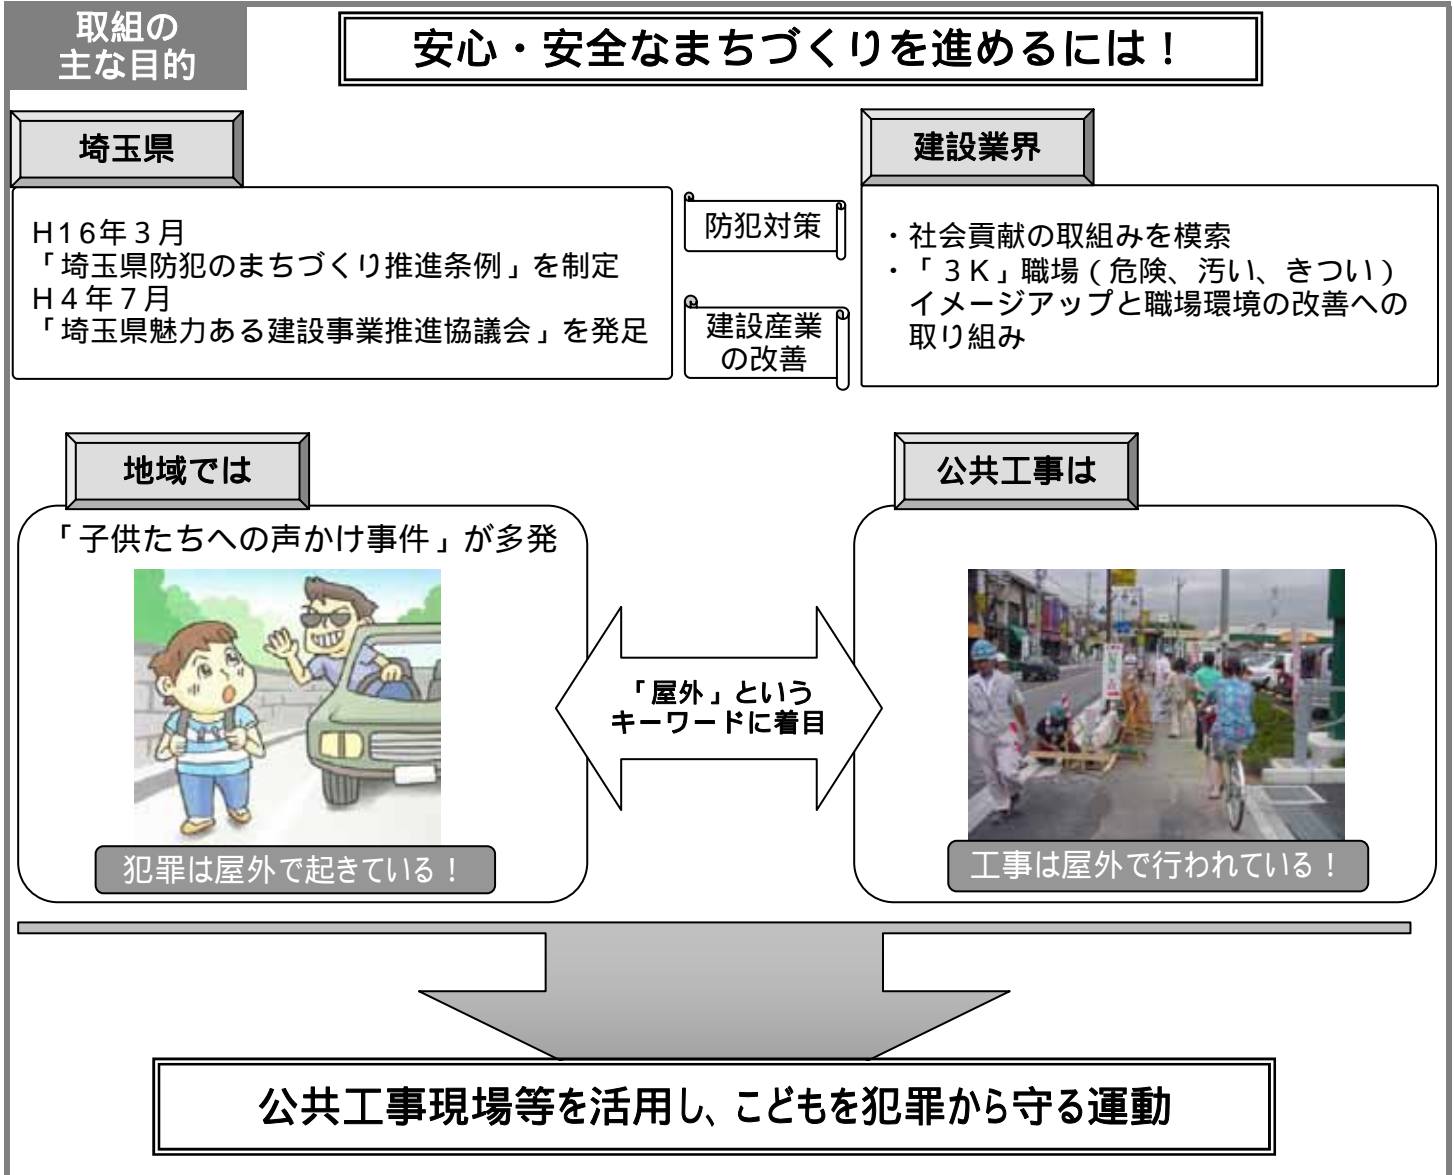 取組の
主な目的
安心・安全なまちづくりを進めるには！
埼玉県
H16年３月
「埼玉県防犯のまちづくり推進条例」を制定
H４年７月
「埼玉県魅力ある建設事業推進協議会」を発足
防犯対策
建設産業
の改善
建設業界
・社会貢献の取組みを模索
・「３K」職場（危険、汚い、きつい）
イメージアップと職場環境の改善への
取り組み
地域では
「子供たちへの声かけ事件」が多発
犯罪は屋外で起きている！
「屋外」という
キーワードに着目
公共工事は
工事は屋外で行われている！
公共工事現場等を活用し、こどもを犯罪から守る運動